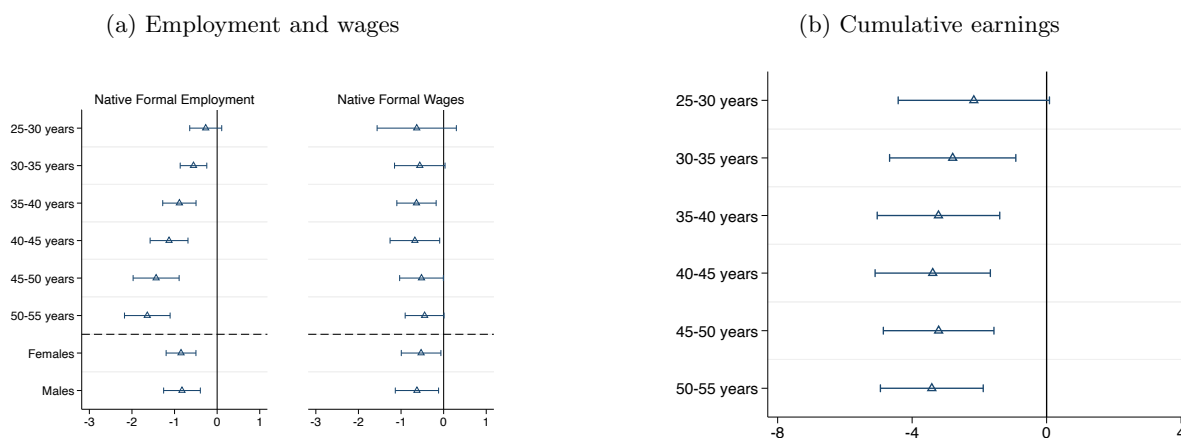 (a) Employment and wages
Native Formal Employment
Native Formal Wages
25-30 years
30-35 years
35-40 years
40-45 years
45-50 years
50-55 years
Females
Males
-3 -2 -1 0 1
-3 -2 -1 0 1
(b) Cumulative earnings
25-30 years
30-35 years
35-40 years
40-45 years
45-50 years
50-55 years
-8 -4 0 4